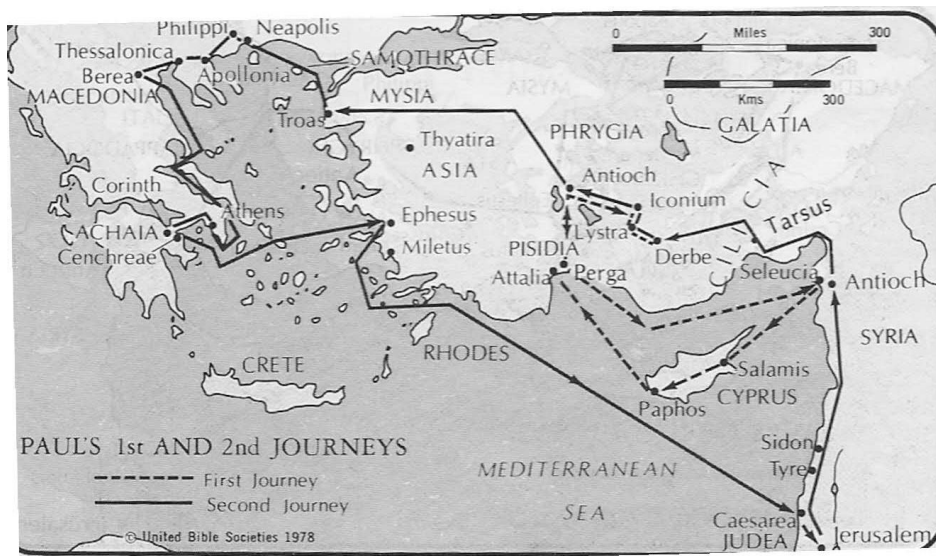 Philippi
Neapolis
Thessalonica
Apollonia
SAMOTHRACE
Berea
MACEDONIA
Miles
300
0
Kms
0
300
MYSIA
Troas
PHRYGIA
GALATIA
Thyatira
ASIA
Corinth
Athens
Antioch
Iconium
CILICIA
Tarsus
ACHAIA
Cenchreae
Ephesus
Miletus
Lystra
Derbe
PISIDIA
Attalia
Perga
Seleucia
Antioch
SYRIA
CRETE
RHODES
Salamis
CYPRUS
Paphos
Sidon
Tyre
MEDITERRANEAN
SEA
Caesarea
JUDEA
Jerusalem
PAUL'S 1st AND 2nd JOURNEYS
First Journey
Second Journey
© United Bible Societies 1978